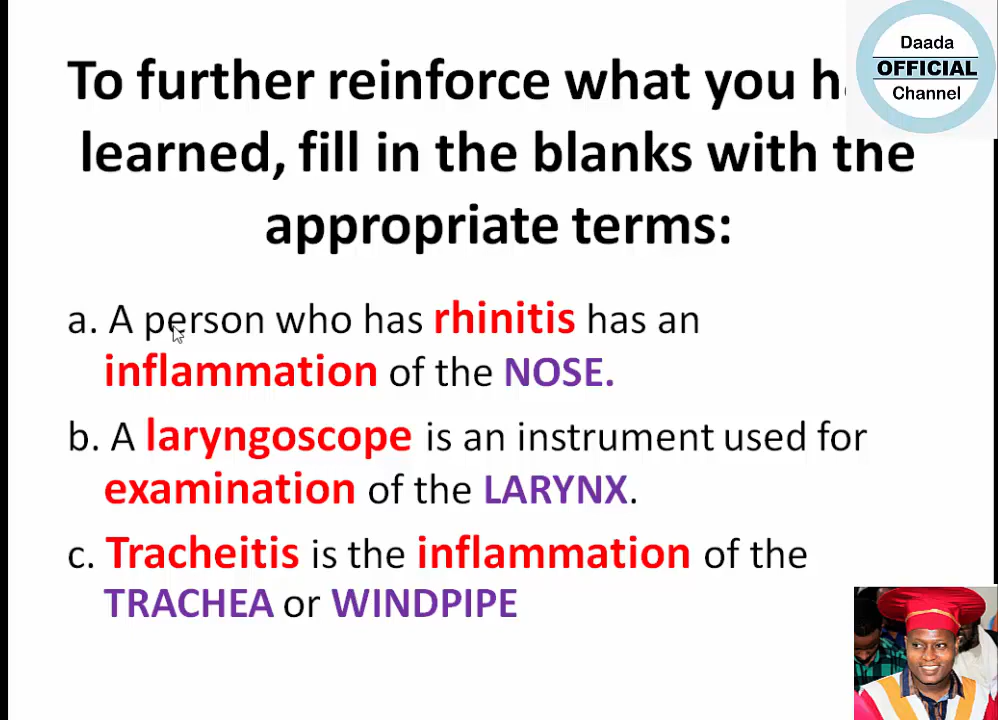 Daada
OFFICIAL
Channel
To further reinforce what you
learned, fill in the blanks with the
appropriate terms:
a. A person who has rhinitis has an
inflammation of the NOSE.
b. A laryngoscope is an instrument used for
examination of the LARYNX.
c. Tracheitis is the inflammation of the
TRACHEA or WINDPIPE